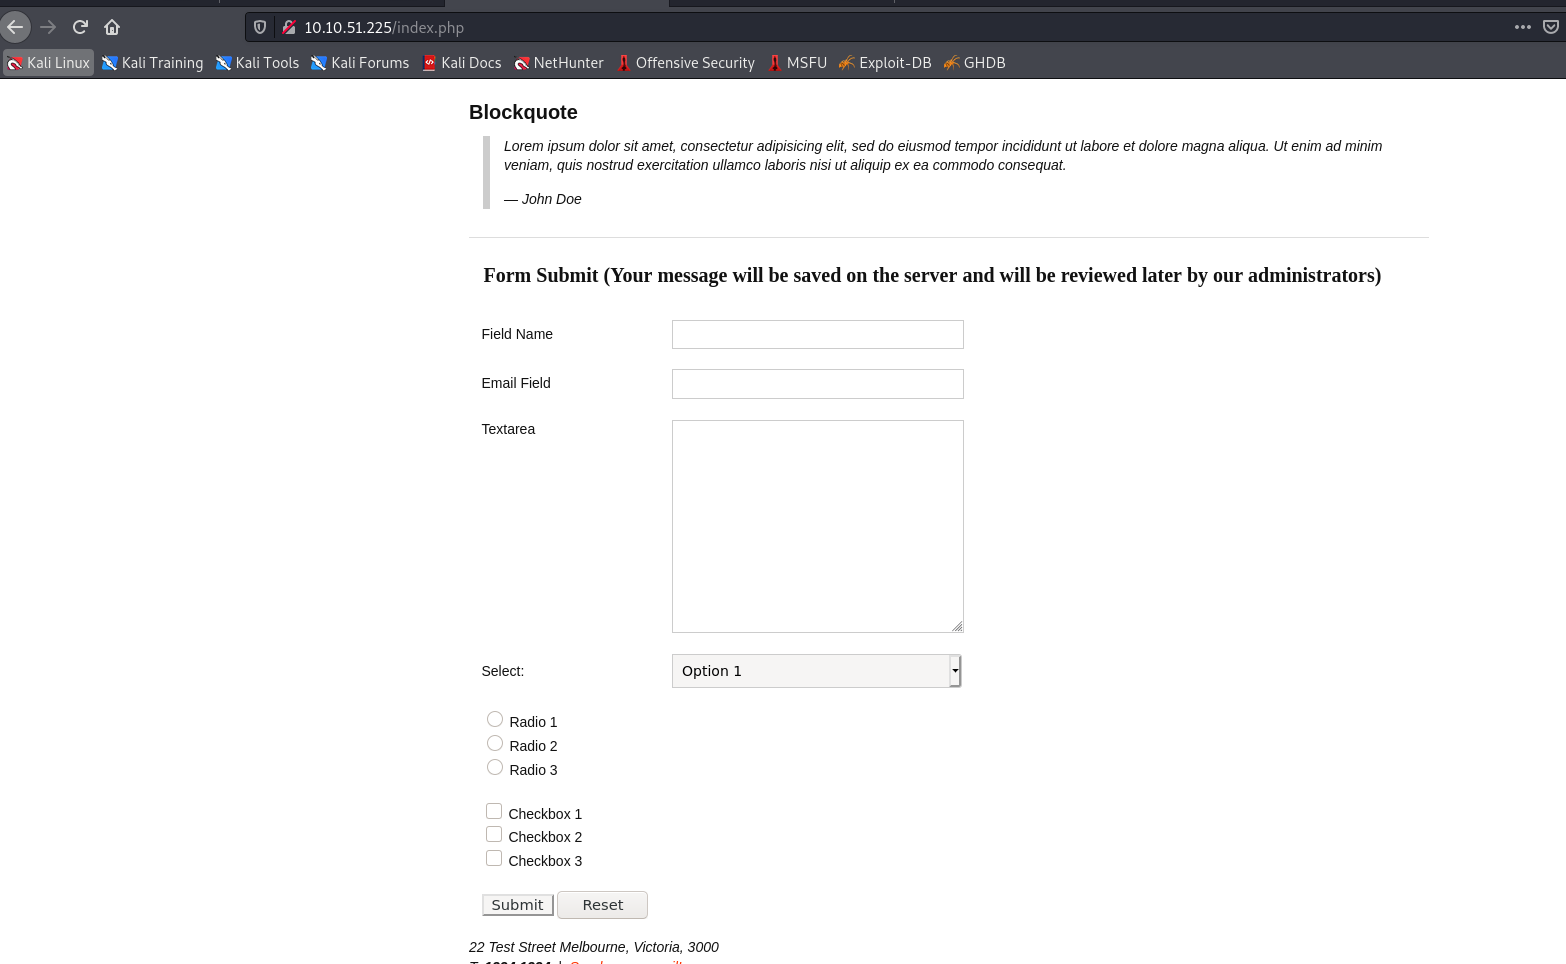 10.10.51.225/index.php
Kali Linux Kali Training Kali Tools Kali Forums Kali Docs NetHunter Offensive Security MSFU Exploit-DB GHDB
Blockquote
Lorem ipsum dolor sit amet, consectetur adipisicing elit, sed do eiusmod tempor incididunt ut labore et dolore magna aliqua. Ut enim ad minim
veniam, quis nostrud exercitation ullamco laboris nisi ut aliquip ex ea commodo consequat.
— John Doe
Form Submit (Your message will be saved on the server and will be reviewed later by our administrators)
Field Name
Email Field
Textarea
Select: Option 1
Radio 1
Radio 2
Radio 3
Checkbox 1
Checkbox 2
Checkbox 3
Submit Reset
22 Test Street Melbourne, Victoria, 3000